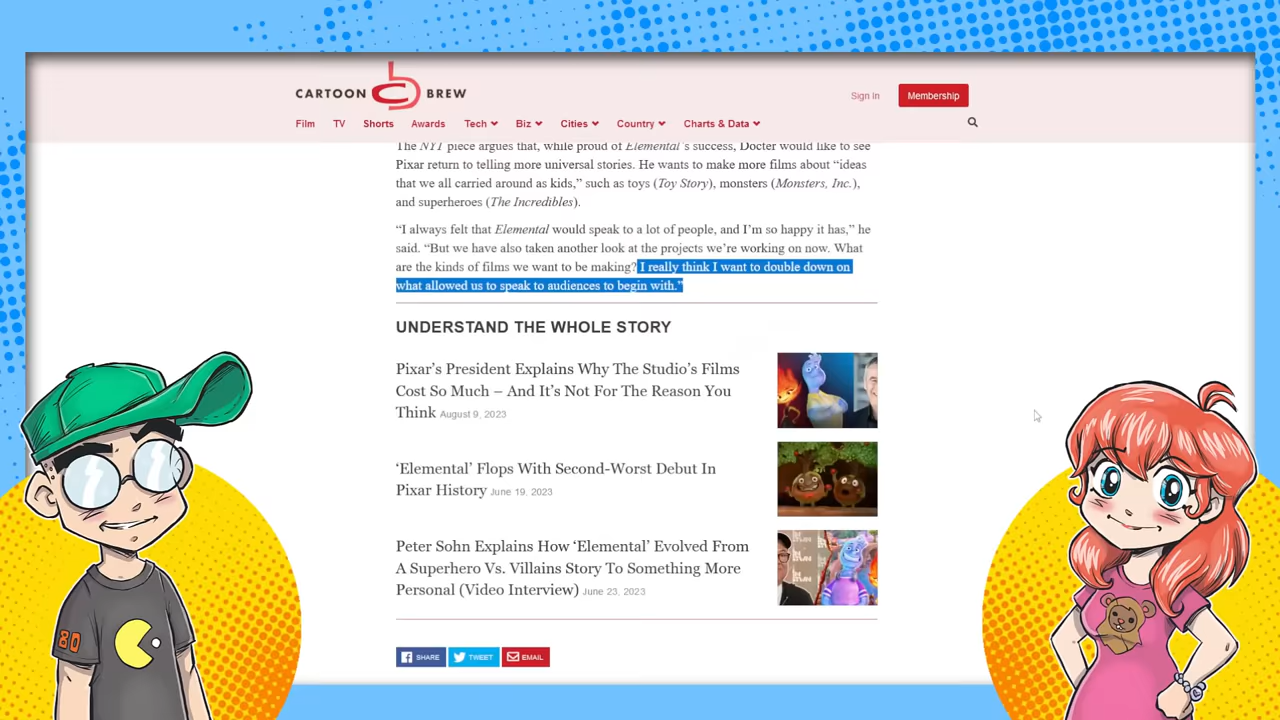 CARTOON BREW
Sign in
Membership
Film TV Shorts Awards Tech Biz Cities Country Charts & Data
The NYT piece argues that, while proud of Elemental's success, Docter would like to see
Pixar return to telling more universal stories. He wants to make more films about “ideas
that we all carried around as kids,” such as toys (Toy Story), monsters (Monsters, Inc.),
and superheroes (The Incredibles).
“I always felt that Elemental would speak to a lot of people, and I’m so happy it has,” he
said. “But we have also taken another look at the projects we’re working on now. What
are the kinds of films we want to be making? I really think I want to double down on
what allowed us to speak to audiences to begin with.”
UNDERSTAND THE WHOLE STORY
Pixar’s President Explains Why The Studio’s Films
Cost So Much – And It’s Not For The Reason You
Think August 9, 2023
‘Elemental’ Flops With Second-Worst Debut In
Pixar History June 19, 2023
Peter Sohn Explains How ‘Elemental’ Evolved From
A Superhero Vs. Villains Story To Something More
Personal (Video Interview) June 23, 2023
80
SHARE
TWEET
EMAIL